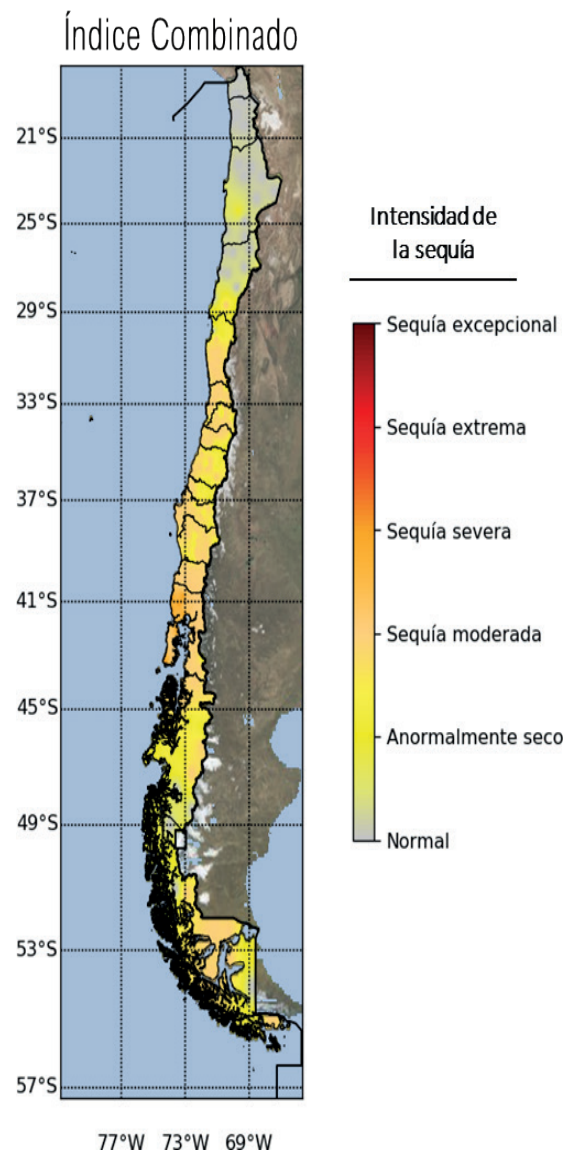 Índice Combinado
21°S
25°S
29°S
33°S
37°S
41°S
45°S
49°S
53°S
57°S
77°W 73°W 69°W
Intensidad de
la sequía
Sequía excepcional
Sequía extrema
Sequía severa
Sequía moderada
Anormalmente seco
Normal